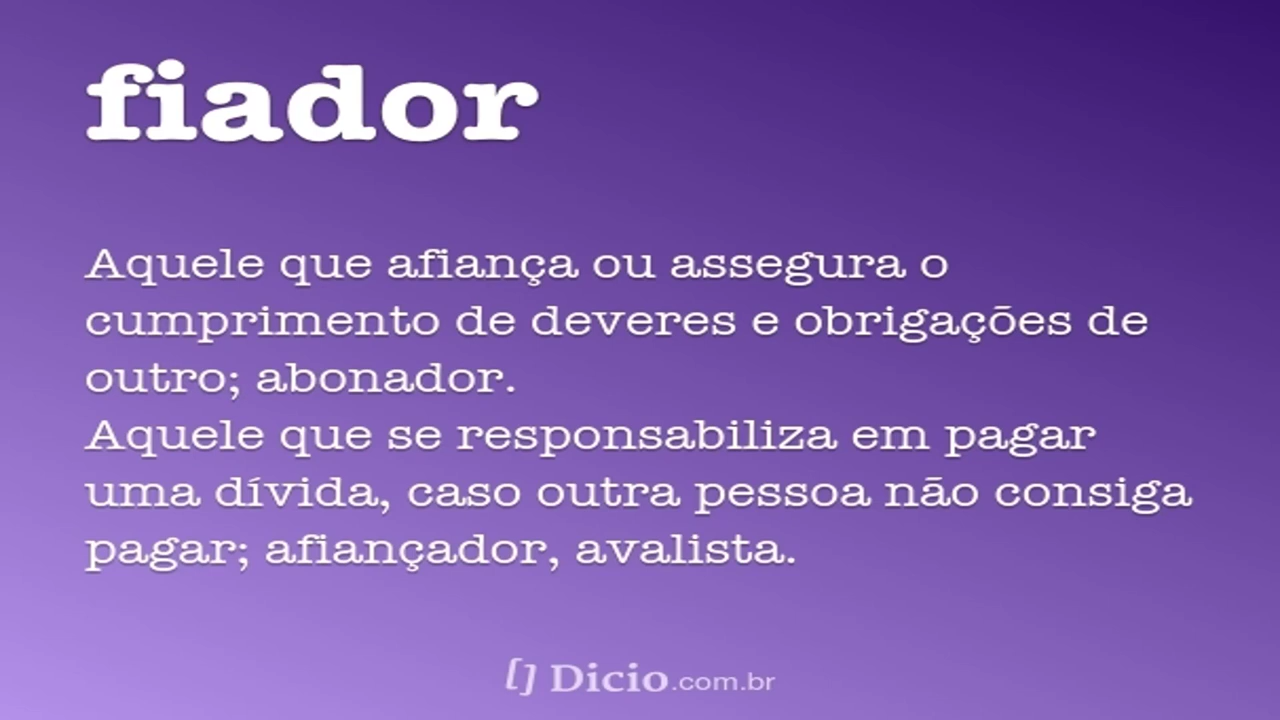 fiador
Aquele que afiança ou assegura o
cumprimento de deveres e obrigações de
outro; abonador.
Aquele que se responsabiliza em pagar
uma dívida, caso outra pessoa não consiga
pagar; afiançador, avalista.
[] Dicio.com.br